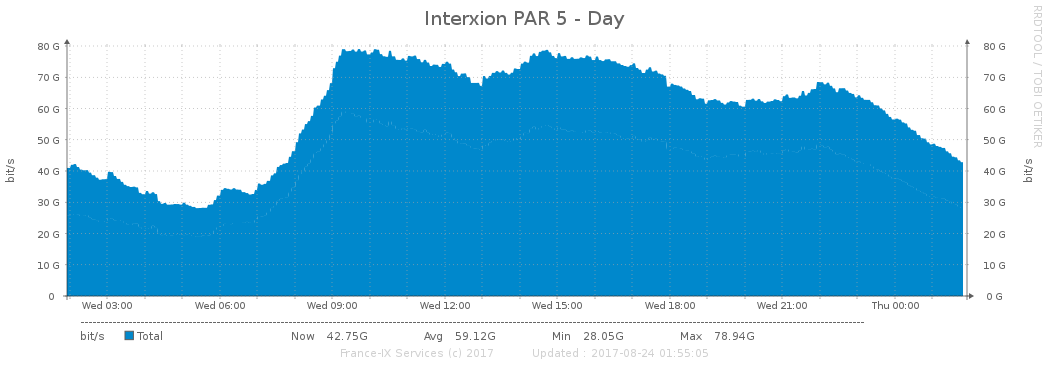 Interxion PAR 5 - Day
RRDTOOL / TOBI OETIKER
80 G 80 G
70 G 70 G
60 G 60 G
50 G 50 G
40 G 40 G
30 G 30 G
20 G 20 G
10 G 10 G
0 0 G
bit/s bit/s
Wed 03:00 Wed 06:00 Wed 09:00 Wed 12:00 Wed 15:00 Wed 18:00 Wed 21:00 Thu 00:00
bit/s Total Now 42.75G Avg 59.12G Min 28.05G Max 78.94G
France-IX Services (c) 2017 Updated : 2017-08-24 01:55:05